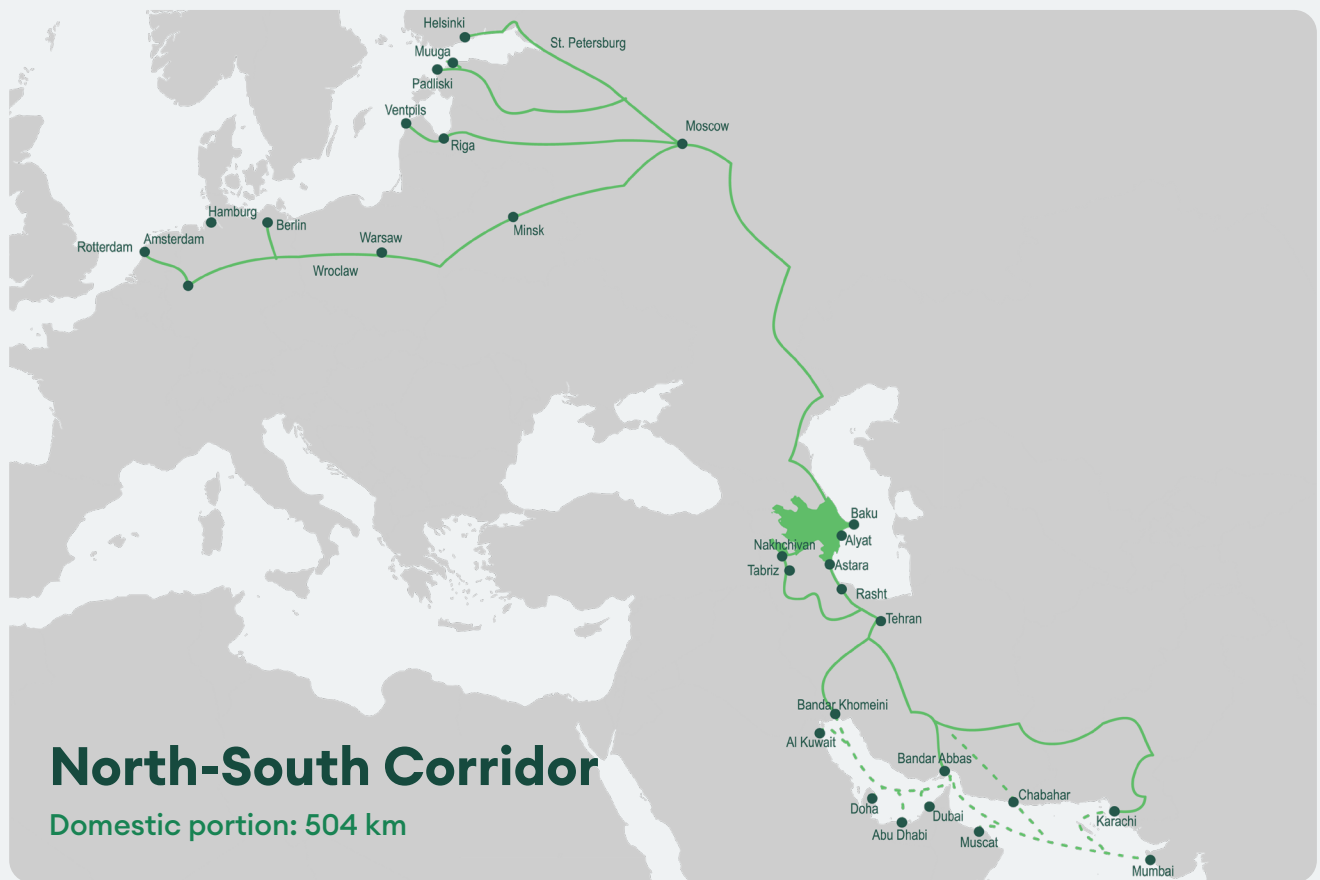 Helsinki
St. Petersburg
Muuga
Padliski
Ventpils
Moscow
Riga
Hamburg
Berlin
Minsk
Rotterdam
Amsterdam
Warsaw
Wroclaw
Baku
Alyat
Nakhchivan
Astara
Tabriz
Rasht
Tehran
Bandar Khomeini
Al Kuwait
Bandar Abbas
Doha
Chabahar
Dubai
Karachi
Abu Dhabi
Muscat
Mumbai
North-South Corridor
Domestic portion: 504 km